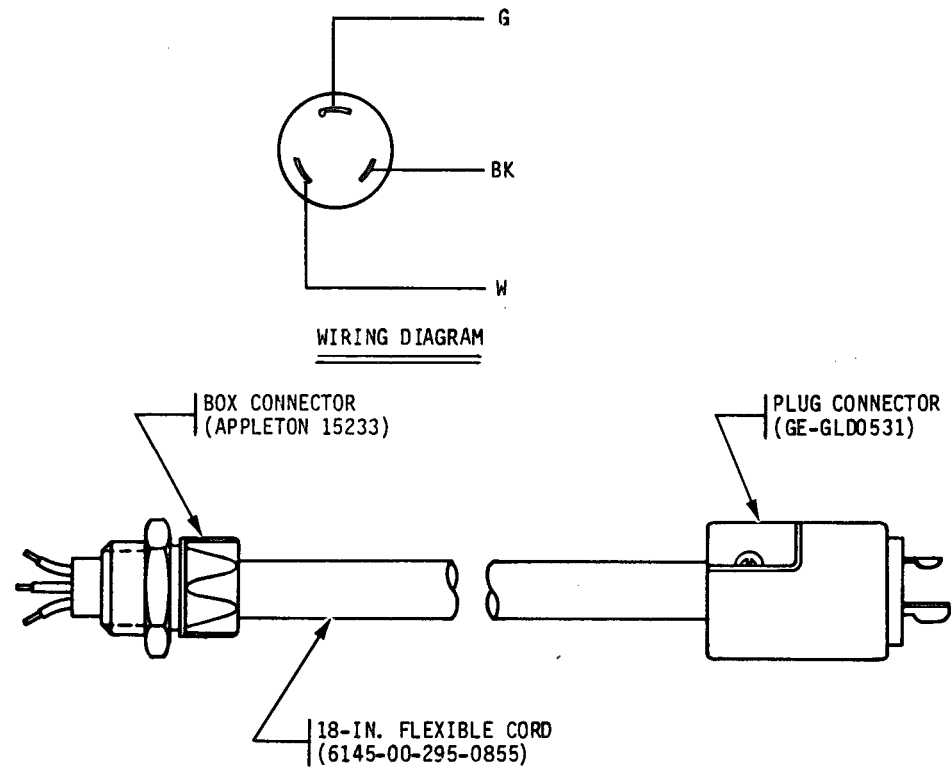 G
BK
W
WIRING DIAGRAM
BOX CONNECTOR
(APPLETON 15233)
PLUG CONNECTOR
(GE-GLD0531)
18-IN. FLEXIBLE CORD
(6145-00-295-0855)